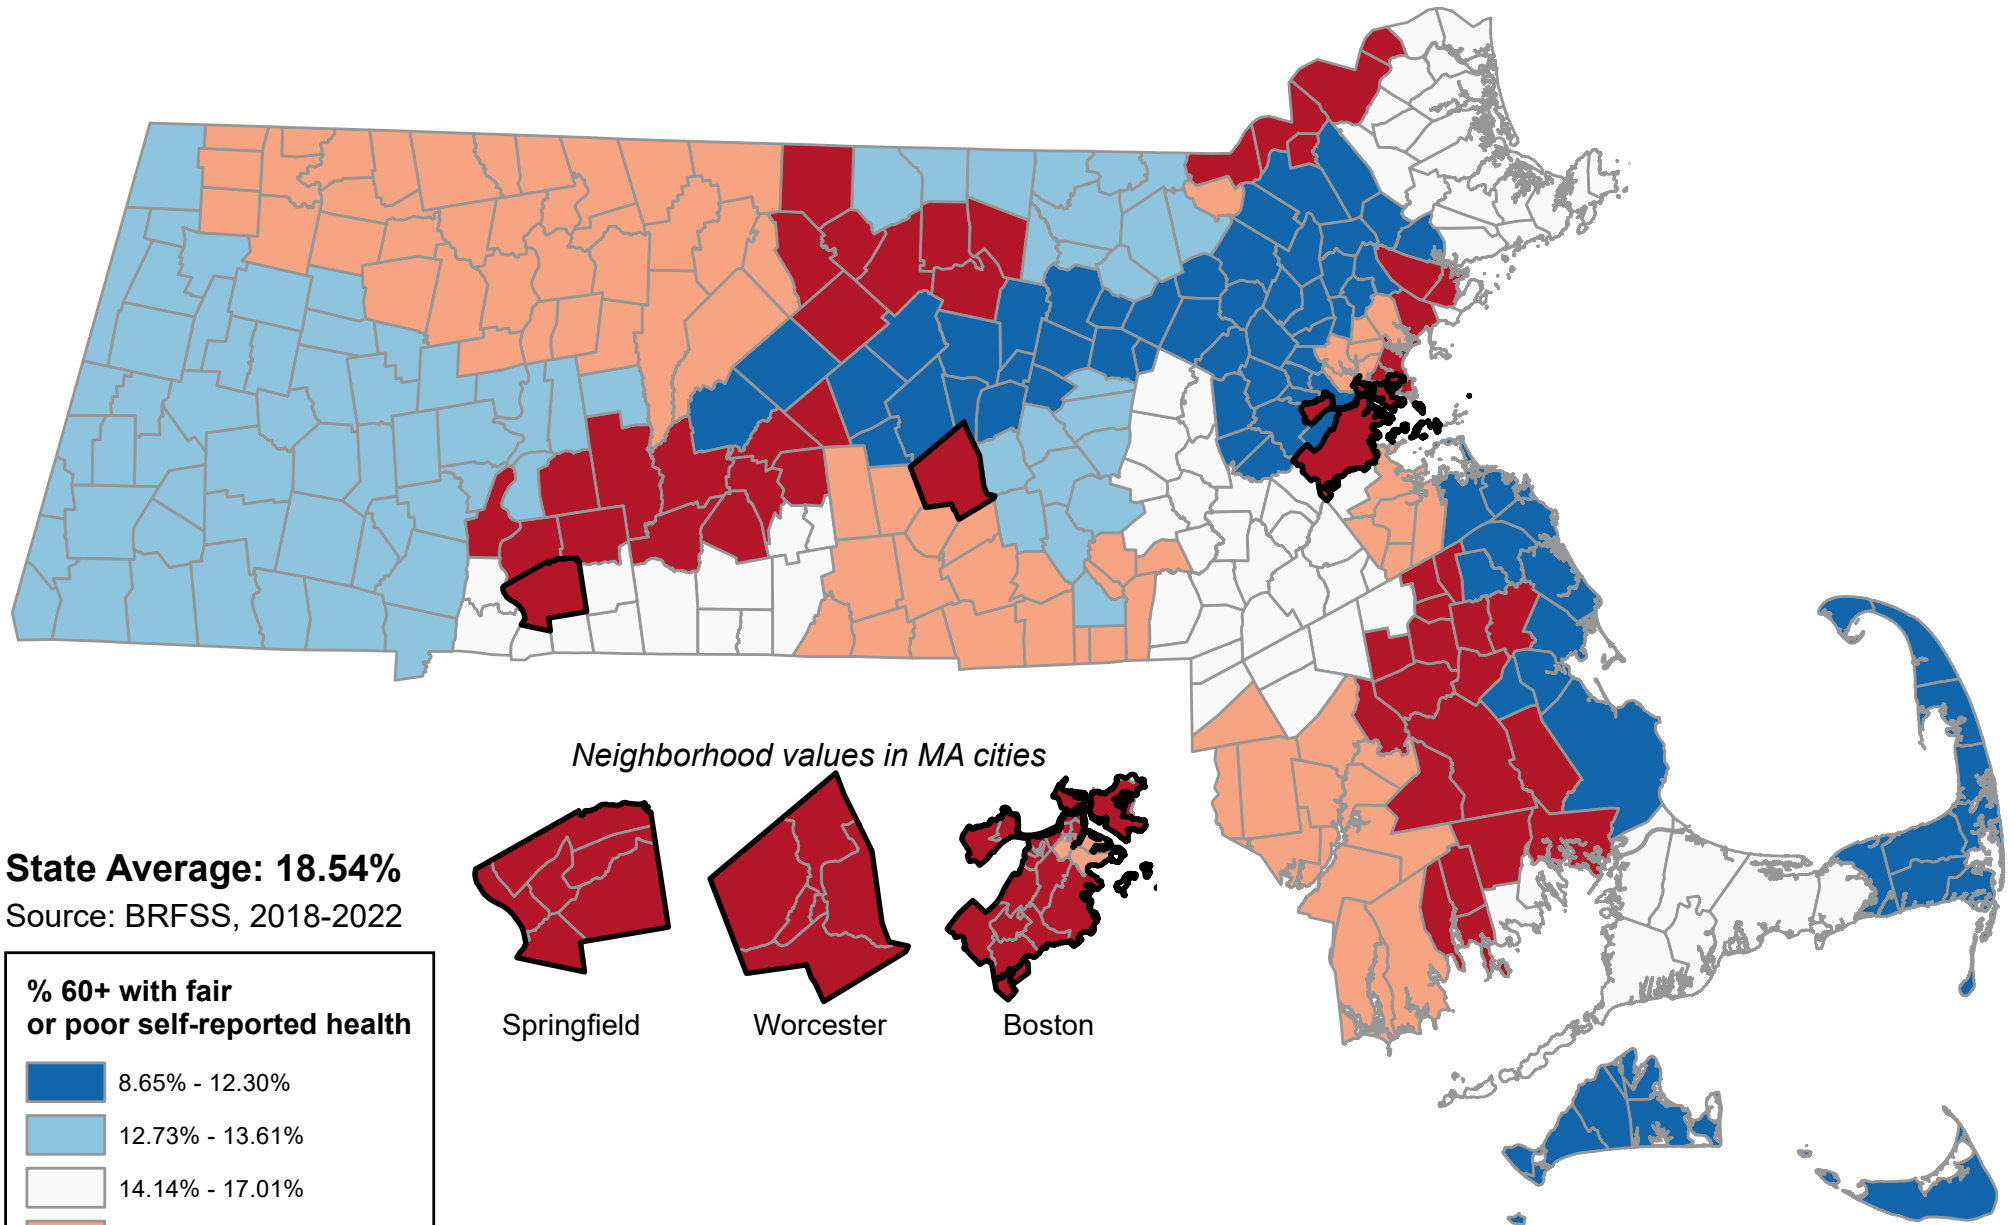 Neighborhood values in MA cities
State Average: 18.54%
Source: BRFSS, 2018-2022
% 60+ with fair
or poor self-reported health
8.65% - 12.30%
12.73% - 13.61%
14.14% - 17.01%
Springfield
Worcester
Boston